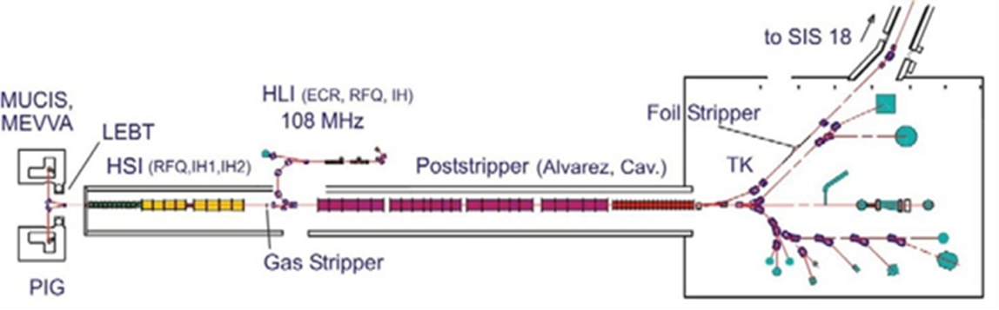 to SIS 18
MUCIS,
MEVVA
LEBT
HLI (ECR, RFQ, IH)
108 MHz
Foil Stripper
HSI (RFQ,IH1,IH2)
Poststripper (Alvarez, Cav.)
TK
Gas Stripper
PIG